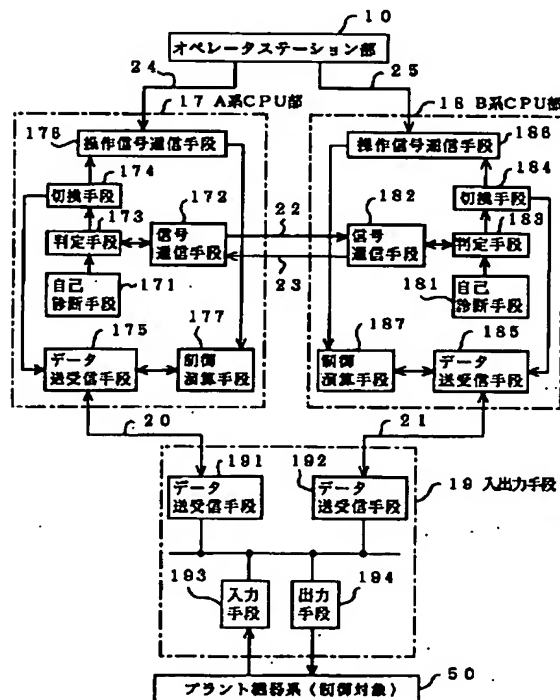 10
オペレータステーション部
24
25
17 A系CPU部
18 B系CPU部
176
操作信号通信手段
186
操作信号通信手段
174
切換手段
184
切換手段
172
182
173
判定手段
信号
通信手段
22
信号
通信手段
183
判定手段
23
自己
診断手段
171
181
自己
診断手段
175
177
187
185
データ
送受信手段
制御
演算手段
制御
演算手段
データ
送受信手段
20
21
191
192
データ
送受信手段
データ
送受信手段
19 入出力手段
193
入力
手段
出力
手段
194
50
プラント機器系(制御対象)